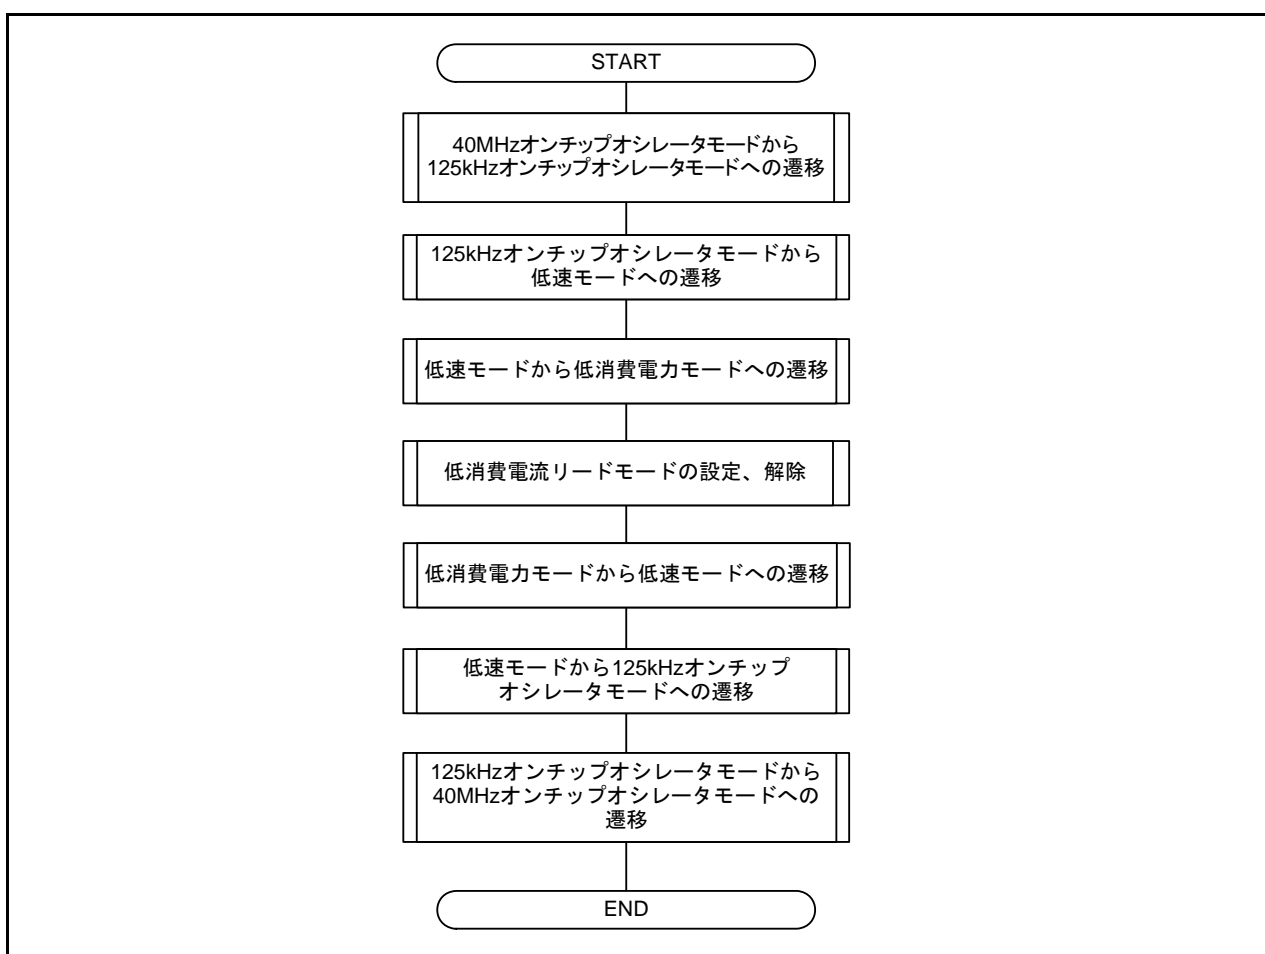 START
40MHzオンチップオシレータモードから
125kHzオンチップオシレータモードへの遷移
125kHzオンチップオシレータモードから
低速モードへの遷移
低速モードから低消費電力モードへの遷移
低消費電流リードモードの設定、解除
低消費電力モードから低速モードへの遷移
低速モードから125kHzオンチップ
オシレータモードへの遷移
125kHzオンチップオシレータモードから
40MHzオンチップオシレータモードへの
遷移
END